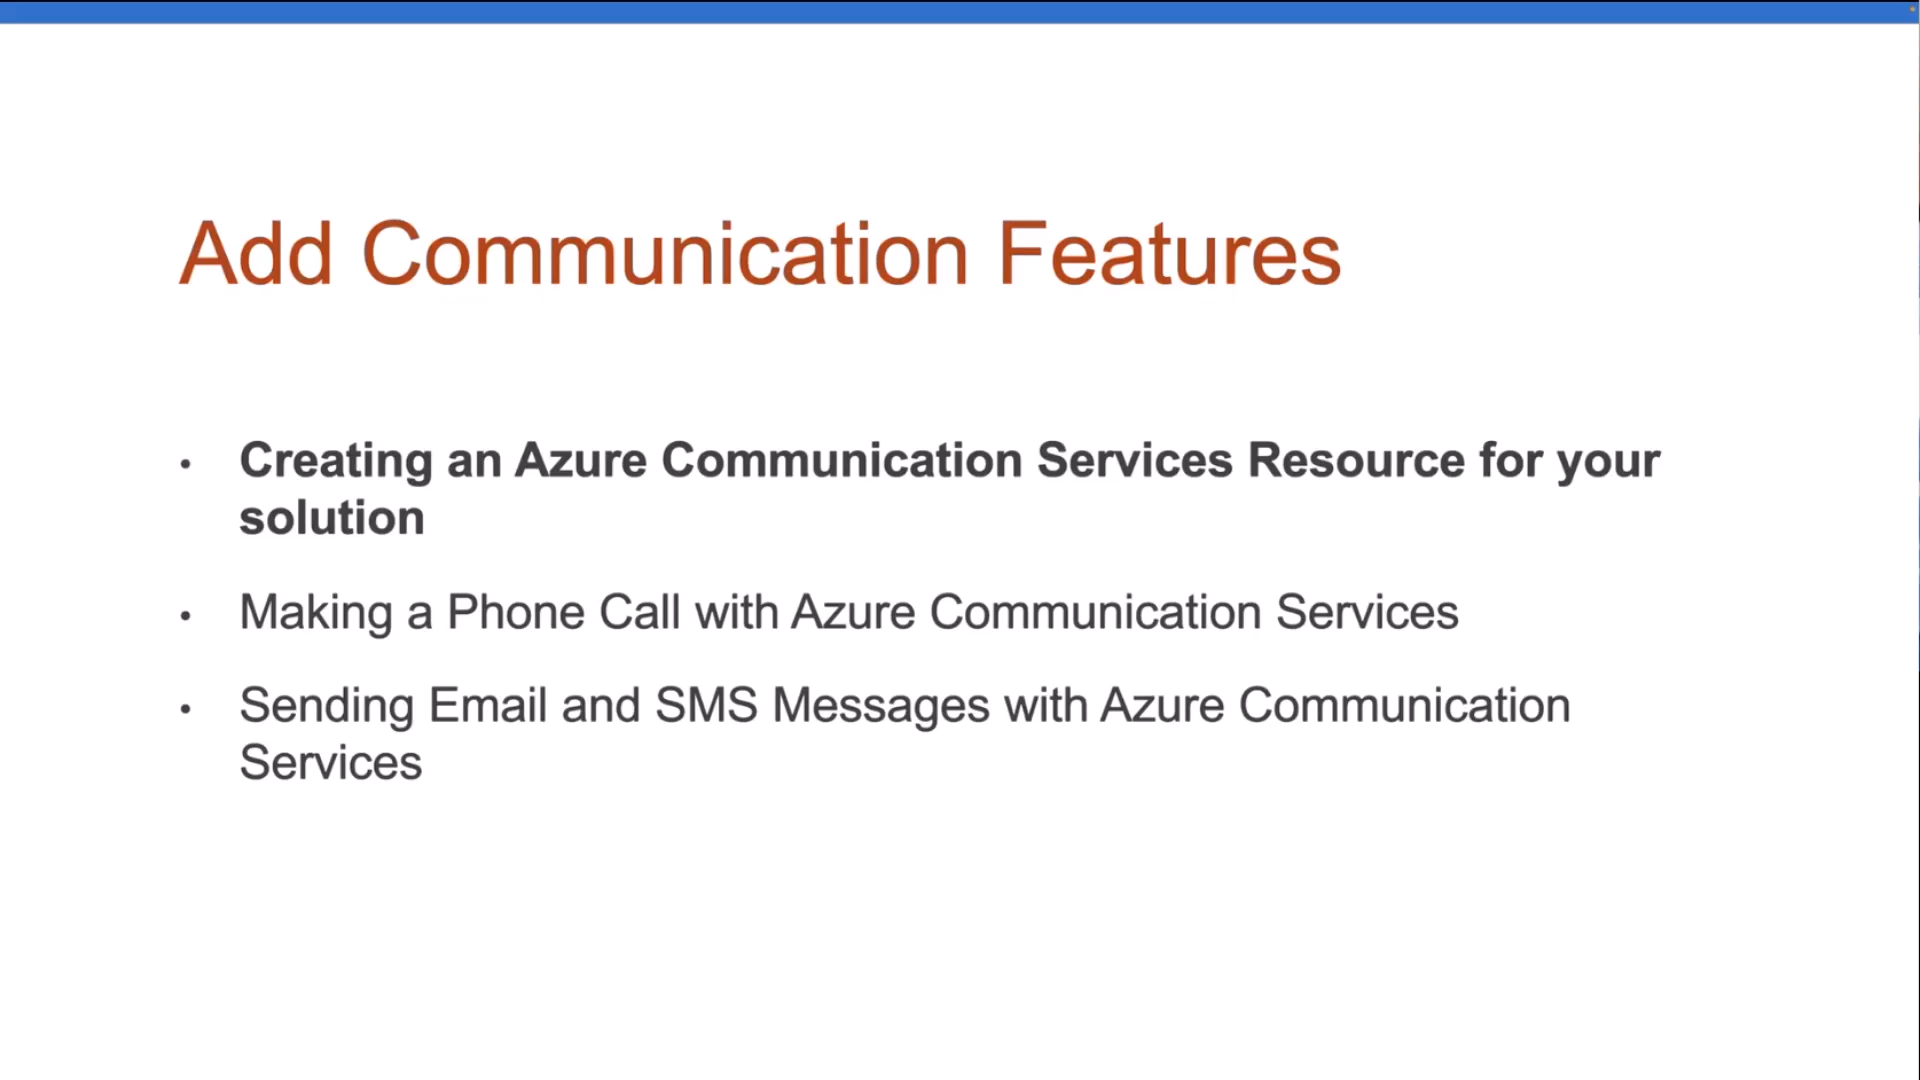 Add Communication Features
• Creating an Azure Communication Services Resource for your
solution
• Making a Phone Call with Azure Communication Services
• Sending Email and SMS Messages with Azure Communication
Services